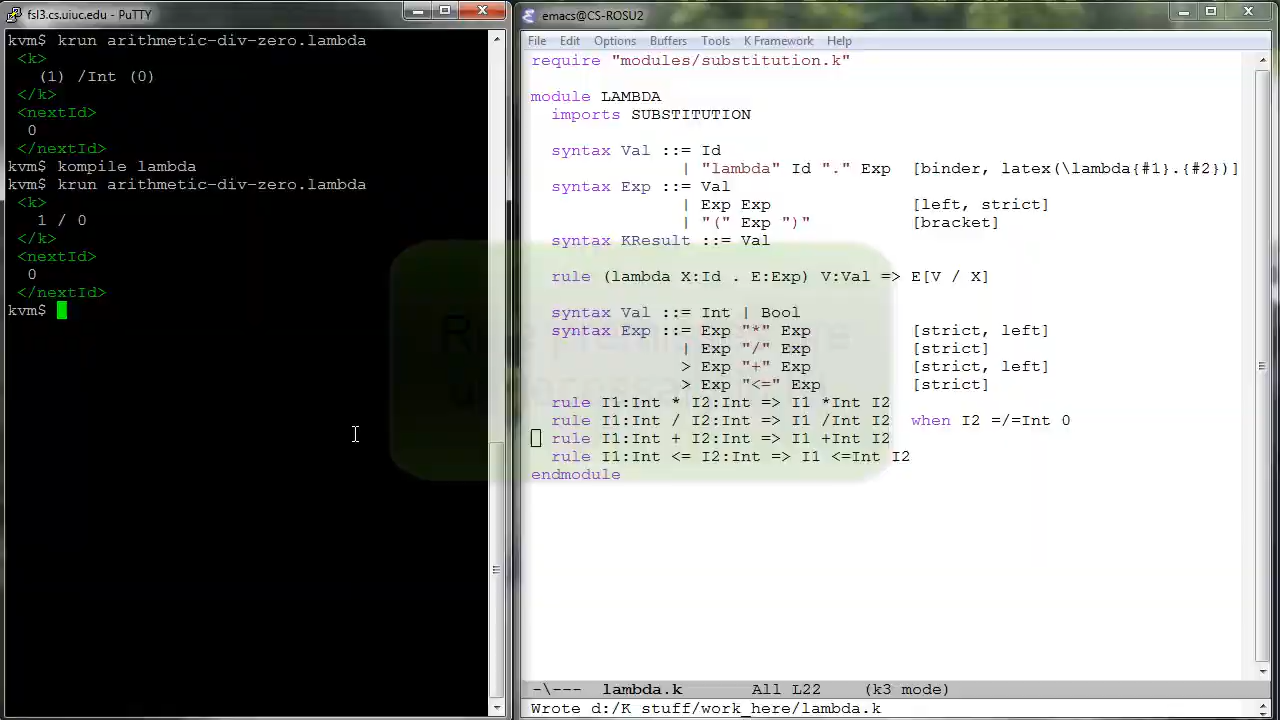 fsl3.cs.uiuc.edu - PuTTY
kvm$ krun arithmetic-div-zero.lambda
<k>
(1) /Int (0)
</k>
<nextId>
0
</nextId>
kvm$ kompile lambda
kvm$ krun arithmetic-div-zero.lambda
<k>
1 / 0
</k>
<nextId>
0
</nextId>
kvm$
emacs@CS-ROSU2
File Edit Options Buffers Tools K Framework Help
require "modules/substitution.k"
module LAMBDA
imports SUBSTITUTION
syntax Val ::= Id
| "lambda" Id "." Exp [binder, latex(\lambda{#1}.{#2})]
syntax Exp ::= Val
| Exp Exp [left, strict]
| "(" Exp ")" [bracket]
syntax KResult ::= Val
rule (lambda X:Id . E:Exp) V:Val => E[V / X]
syntax Val ::= Int | Bool
syntax Exp ::= Exp "*" Exp [strict, left]
| Exp "/" Exp [strict]
> Exp "+" Exp [strict, left]
> Exp "<=" Exp [strict]
rule I1:Int * I2:Int => I1 *Int I2
rule I1:Int / I2:Int => I1 /Int I2 when I2 =/=Int 0
rule I1:Int + I2:Int => I1 +Int I2
rule I1:Int <= I2:Int => I1 <=Int I2
endmodule
-\--- lambda.k All L22 (k3 mode)
Wrote d:/K stuff/work_here/lambda.k